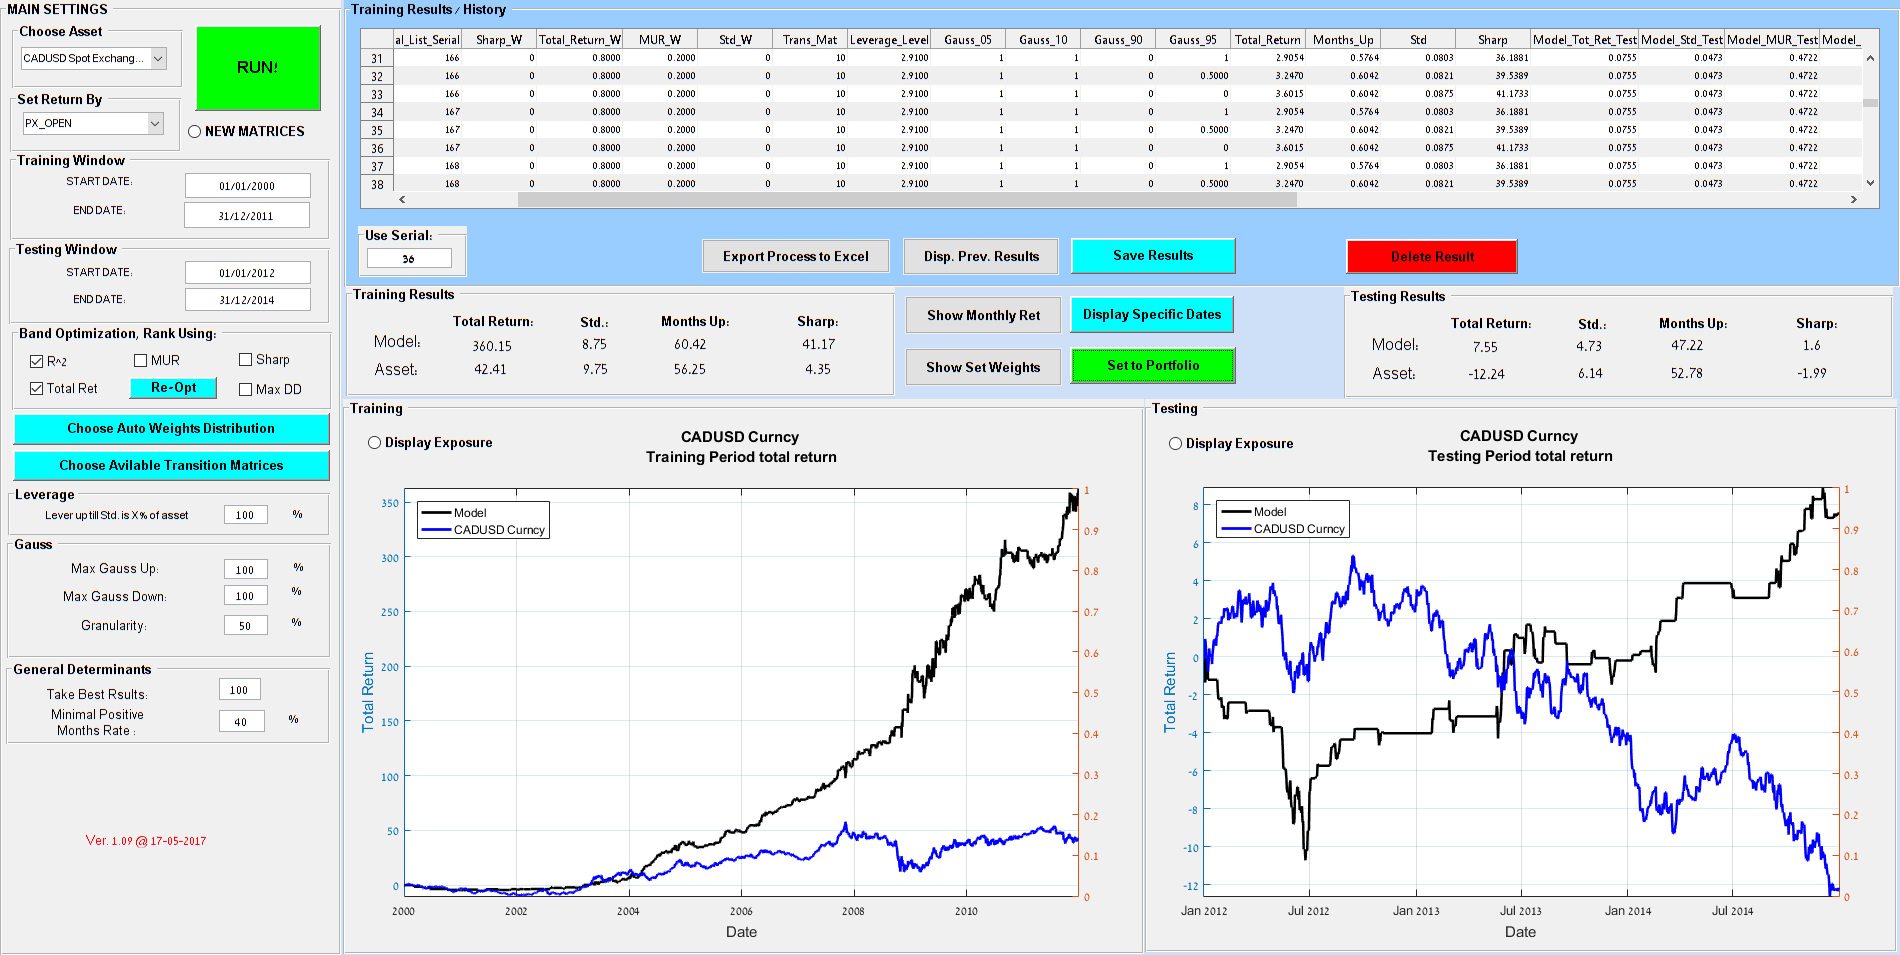 MAIN SETTINGS
Choose Asset
CADUSD Spot Exchang...
RUN!
Set Return By
PX_OPEN
NEW MATRICES
Training Window
START DATE:
01/01/2000
END DATE:
31/12/2011
Testing Window
START DATE:
01/01/2012
END DATE:
31/12/2014
Band Optimization, Rank Using:
R^2 MUR Sharp
Total Ret Re-Opt Max DD
Choose Auto Weights Distribution
Choose Avilable Transition Matrices
Leverage
Lever up till Std. is X% of asset 100 %
Gauss
Max Gauss Up: 100 %
Max Gauss Down: 100 %
Granularity: 50 %
General Determinants
Take Best Rsults: 100
Minimal Positive
Months Rate : 40 %
Ver. 1.09 @ 17-05-2017
Training Results / History
al_List_Serial Sharp_W Total_Return_W MUR_W Std_W Trans_Mat Leverage_Level Gauss_05 Gauss_10 Gauss_90 Gauss_95 Total_Return Months_Up Std Sharp Model_Tot_Ret_Test Model_Std_Test Model_MUR_Test Model_
31 166 0 0.8000 0.2000 0 10 2.9100 1 1 0 1 2.9054 0.5764 0.0803 36.1881 0.0755 0.0473 0.4722
32 166 0 0.8000 0.2000 0 10 2.9100 1 1 0 0.5000 3.2470 0.6042 0.0821 39.5389 0.0755 0.0473 0.4722
33 166 0 0.8000 0.2000 0 10 2.9100 1 1 0 0 3.6015 0.6042 0.0875 41.1733 0.0755 0.0473 0.4722
34 167 0 0.8000 0.2000 0 10 2.9100 1 1 0 1 2.9054 0.5764 0.0803 36.1881 0.0755 0.0473 0.4722
35 167 0 0.8000 0.2000 0 10 2.9100 1 1 0 0.5000 3.2470 0.6042 0.0821 39.5389 0.0755 0.0473 0.4722
36 167 0 0.8000 0.2000 0 10 2.9100 1 1 0 0 3.6015 0.6042 0.0875 41.1733 0.0755 0.0473 0.4722
37 168 0 0.8000 0.2000 0 10 2.9100 1 1 0 1 2.9054 0.5764 0.0803 36.1881 0.0755 0.0473 0.4722
38 168 0 0.8000 0.2000 0 10 2.9100 1 1 0 0.5000 3.2470 0.6042 0.0821 39.5389 0.0755 0.0473 0.4722
Use Serial:
36
Export Process to Excel Disp. Prev. Results Save Results Delete Result
Training Results
Total Return: Std.: Months Up: Sharp:
Model: 360.15 8.75 60.42 41.17
Asset: 42.41 9.75 56.25 4.35
Show Monthly Ret Display Specific Dates
Show Set Weights Set to Portfolio
Testing Results
Total Return: Std.: Months Up: Sharp:
Model: 7.55 4.73 47.22 1.6
Asset: -12.24 6.14 52.78 -1.99
Training
Display Exposure
CADUSD Curncy
Training Period total return
Model
CADUSD Curncy
350
300
250
200
150
100
50
0
Total Return
1
0.9
0.8
0.7
0.6
0.5
0.4
0.3
0.2
0.1
0
2000 2002 2004 2006 2008 2010
Date
Testing
Display Exposure
CADUSD Curncy
Testing Period total return
Model
CADUSD Curncy
8
6
4
2
0
-2
-4
-6
-8
-10
-12
Total Return
1
0.9
0.8
0.7
0.6
0.5
0.4
0.3
0.2
0.1
0
Jan 2012 Jul 2012 Jan 2013 Jul 2013 Jan 2014 Jul 2014
Date